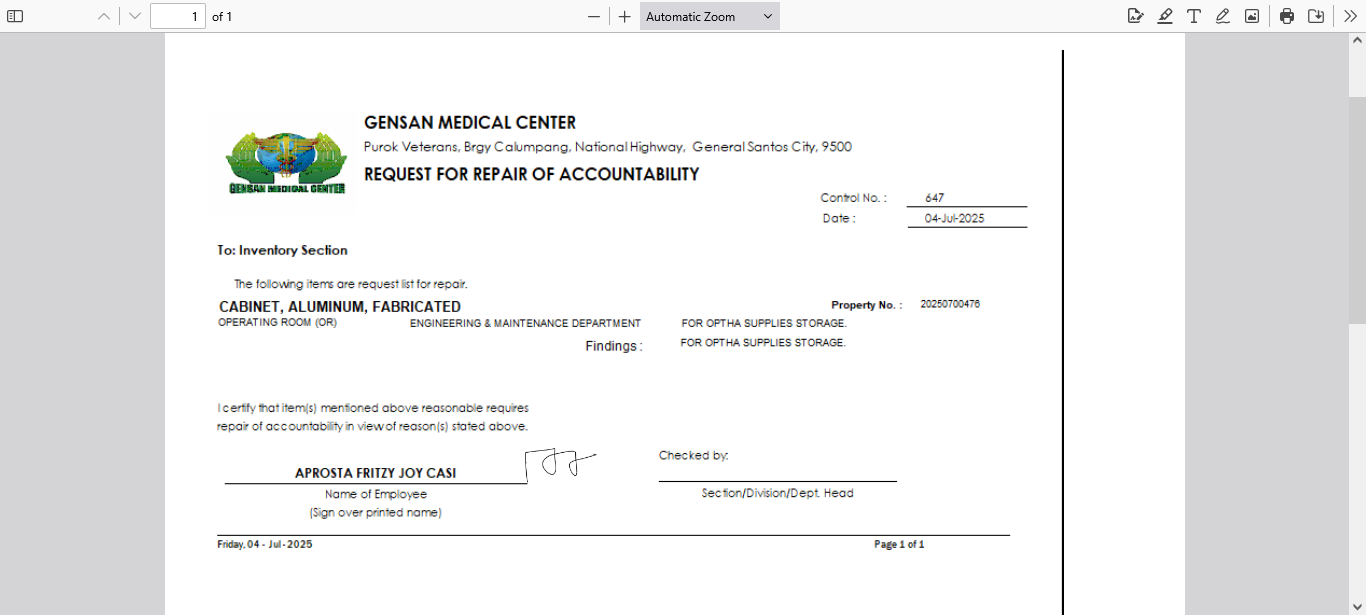 1 of 1 Automatic Zoom
GENSAN MEDICAL CENTER
GENSAN MEDICAL CENTER
Purok Veterans, Brgy Calumpang, National Highway, General Santos City, 9500
REQUEST FOR REPAIR OF ACCOUNTABILITY
Control No. : 647
Date : 04-Jul-2025
To: Inventory Section
The following items are request list for repair.
CABINET, ALUMINUM, FABRICATED Property No. : 20250700476
OPERATING ROOM (OR) ENGINEERING & MAINTENANCE DEPARTMENT FOR OPTHA SUPPLIES STORAGE.
Findings : FOR OPTHA SUPPLIES STORAGE.
I certify that item(s) mentioned above reasonable requires
repair of accountability in view of reason(s) stated above.
Checked by:
APROSTA FRITZY JOY CASI
Name of Employee Section/Division/Dept. Head
(Sign over printed name)
Friday, 04 - Jul - 2025 Page 1 of 1